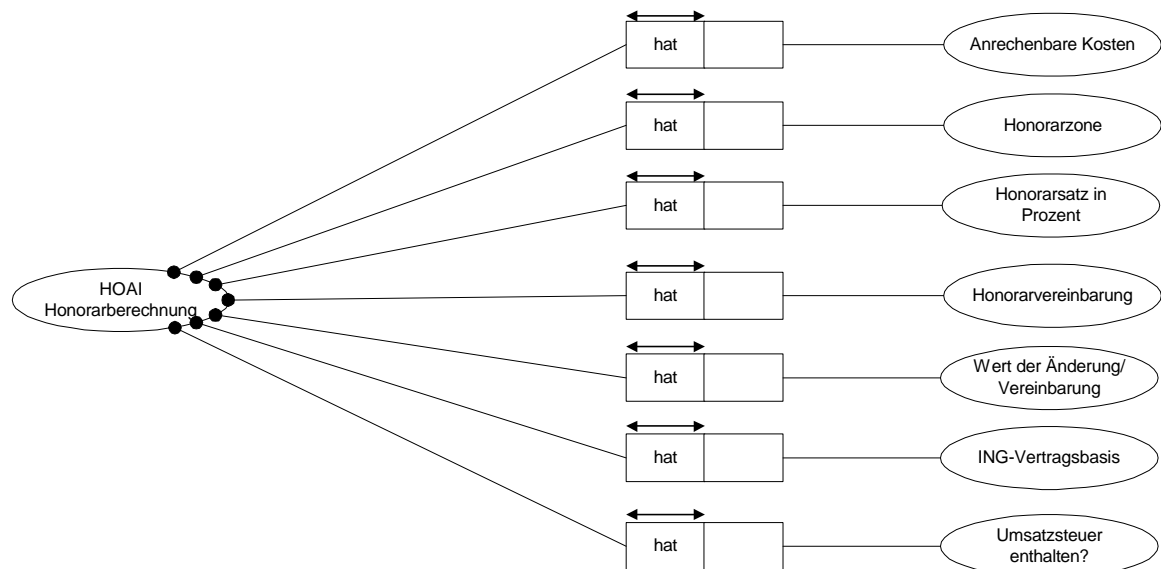 hat
Anrechenbare Kosten
hat
Honorarzone
hat
Honorarsatz in
Prozent
HOAI
Honorarberechnung
hat
Honorarvereinbarung
hat
Wert der Änderung/
Vereinbarung
hat
ING-Vertragsbasis
hat
Umsatzsteuer
enthalten?